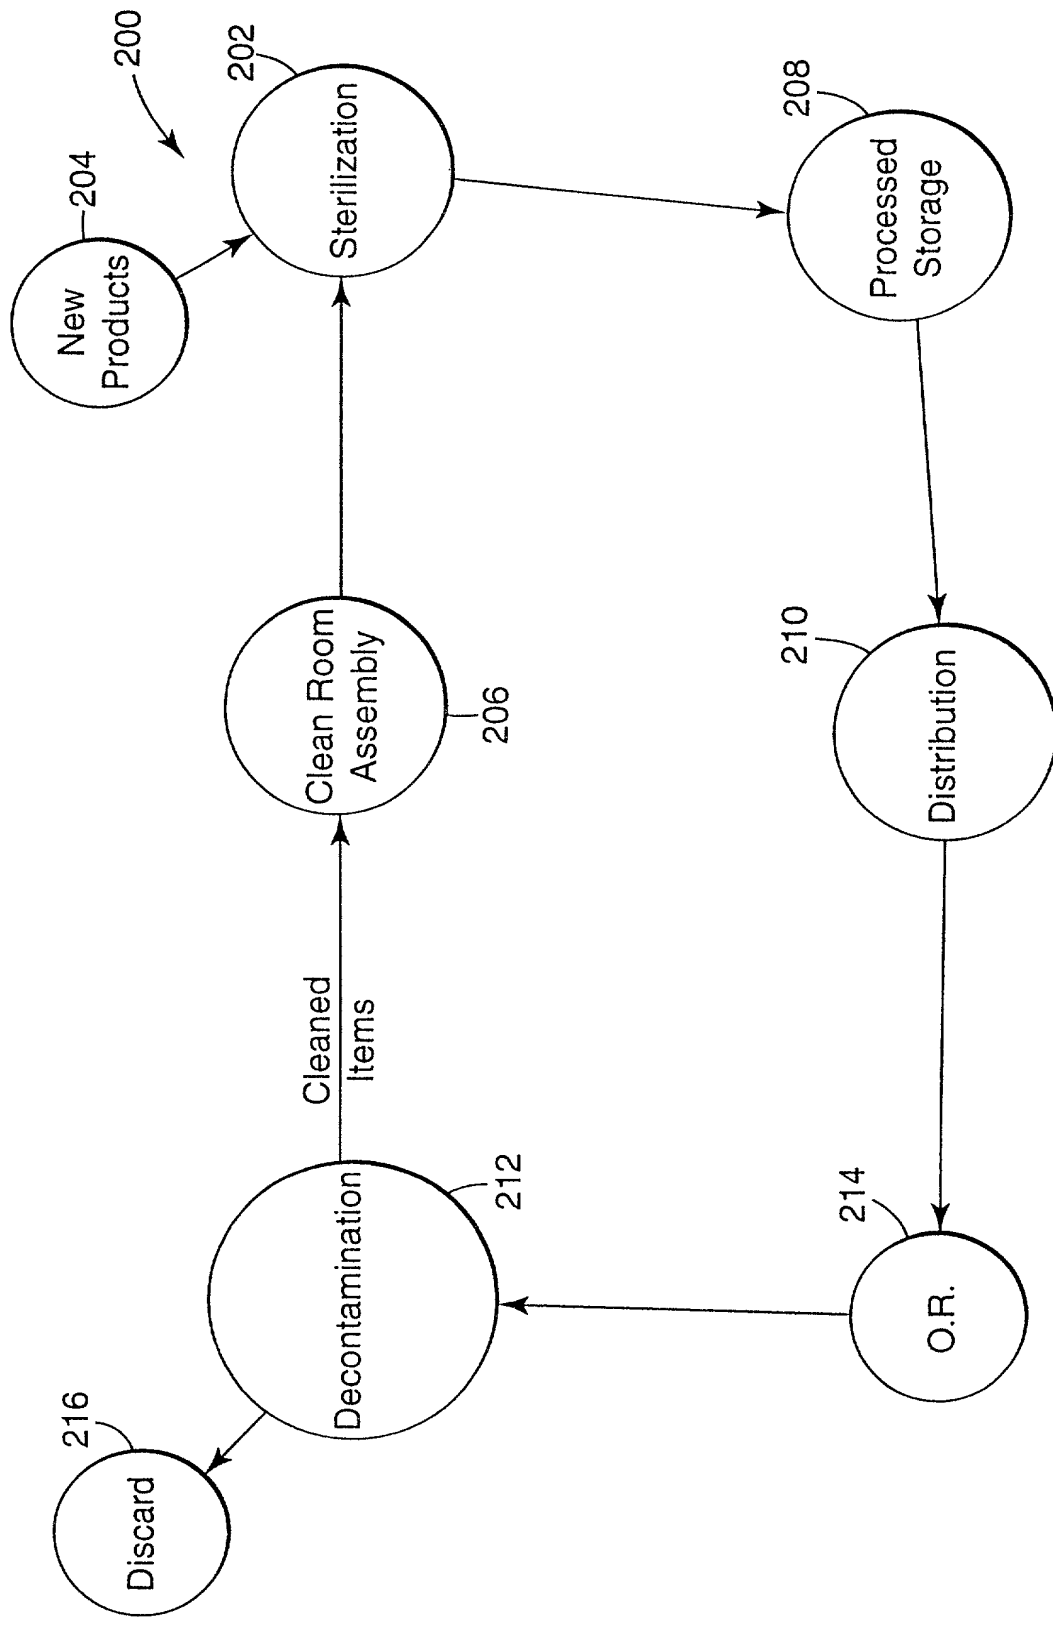 200
204
New
Products
202
Sterilization
Clean Room
Assembly
206
Cleaned
Items
Decontamination
212
216
Discard
208
Processed
Storage
210
Distribution
214
O.R.